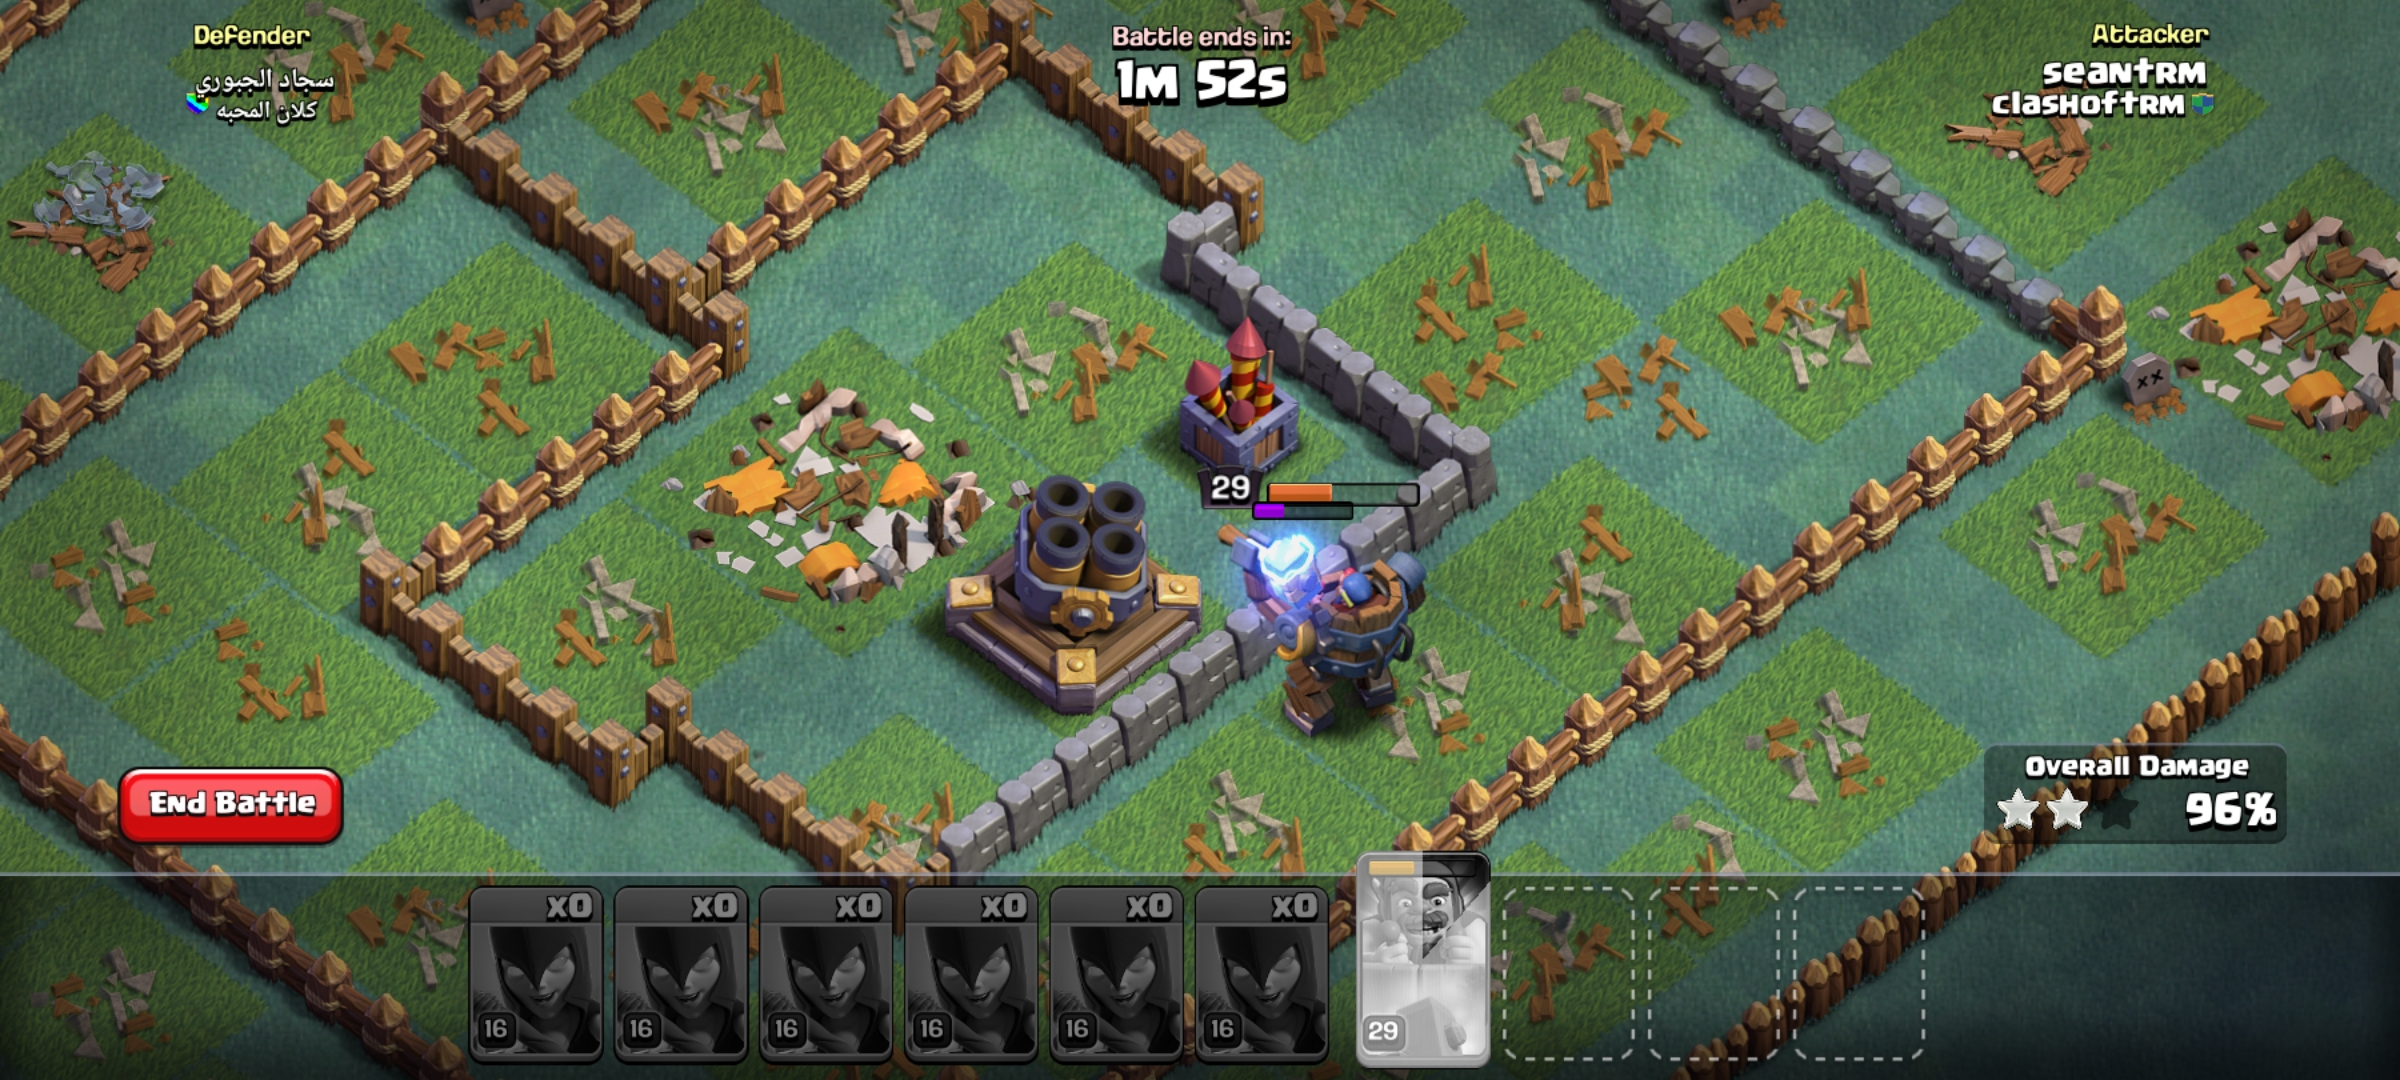 Defender
سجاد الجبوري
كلان المحبه
Battle ends in:
1M 52s
Attacker
seantRM
clashoftRM
29
End Battle
Overall Damage
96%
x0
x0
x0
x0
x0
x0
16
16
16
16
16
16
29